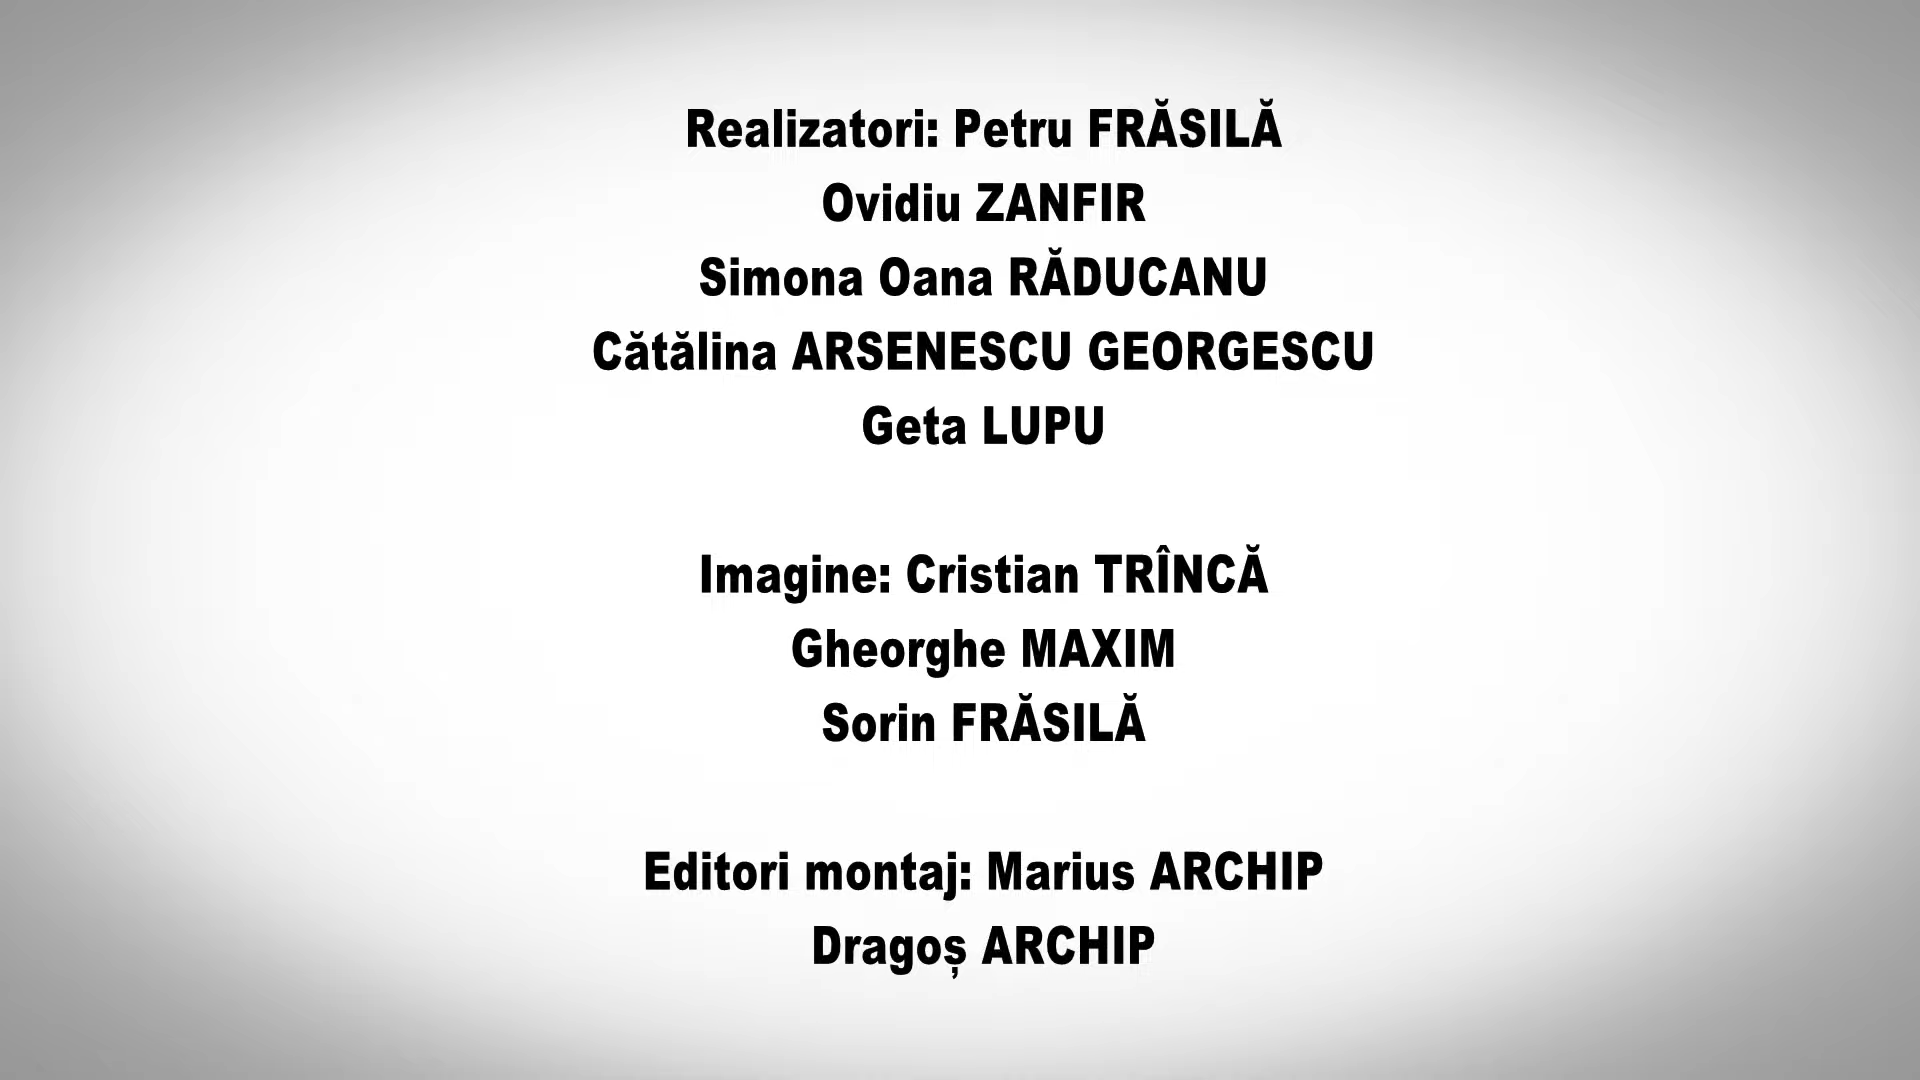 Realizatori: Petru FRĂSILĂ
Ovidiu ZANFIR
Simona Oana RĂDUCANU
Cătălina ARSENESCU GEORGESCU
Geta LUPU
Imagine: Cristian TRÎNCĂ
Gheorghe MAXIM
Sorin FRĂSILĂ
Editori montaj: Marius ARCHIP
Dragoș ARCHIP